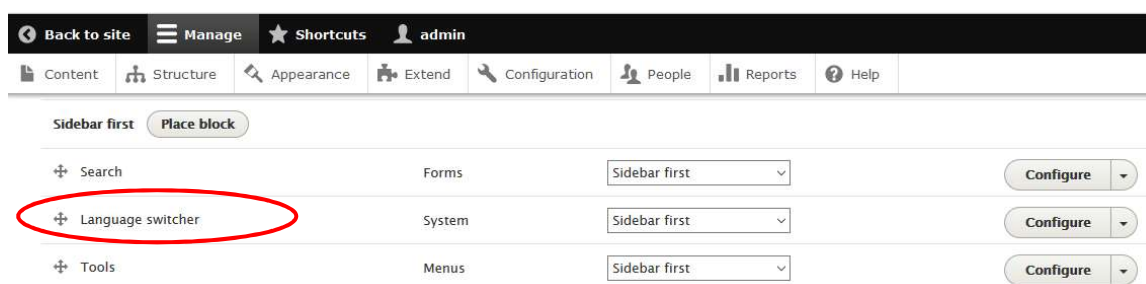 Back to site Manage Shortcuts admin
Content Structure Appearance Extend Configuration People Reports Help
Sidebar first Place block
Search Forms Sidebar first Configure
Language switcher System Sidebar first Configure
Tools Menus Sidebar first Configure